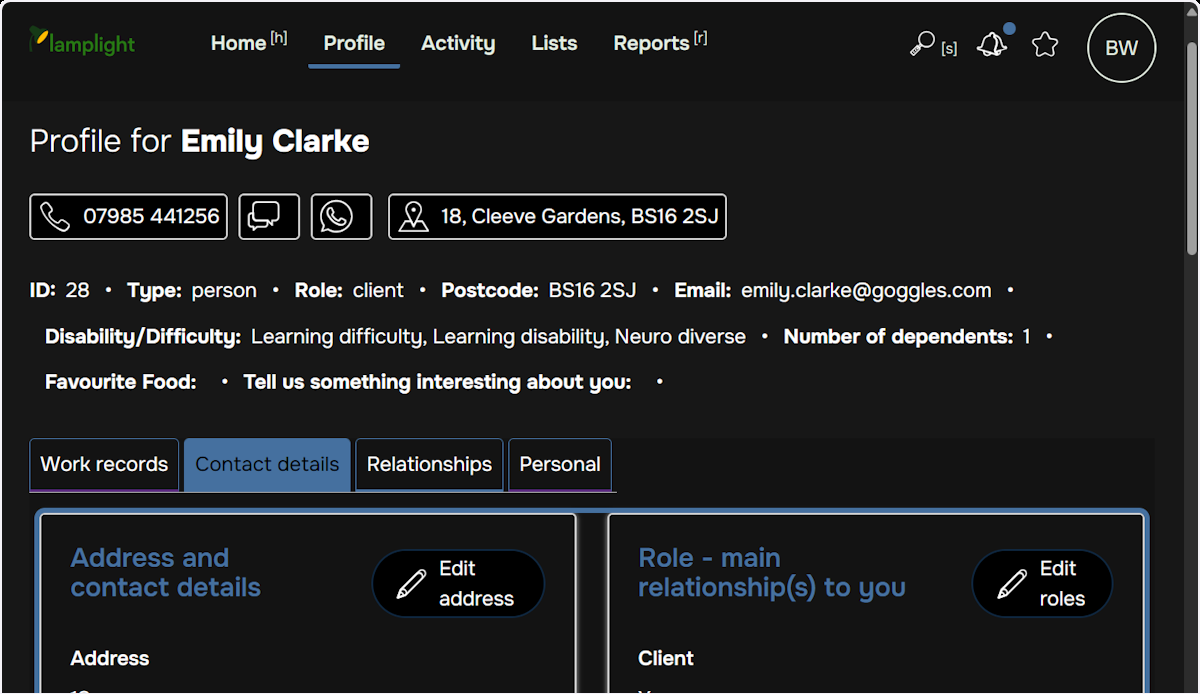 lamplight Home [h] Profile Activity Lists Reports [r] [s] BW
Profile for Emily Clarke
07985 441256 18, Cleeve Gardens, BS16 2SJ
ID: 28 • Type: person • Role: client • Postcode: BS16 2SJ • Email: emily.clarke@goggles.com •
Disability/Difficulty: Learning difficulty, Learning disability, Neuro diverse • Number of dependents: 1 •
Favourite Food: • Tell us something interesting about you: •
Work records Contact details Relationships Personal
Address and
contact details
Edit
address
Role - main
relationship(s) to you
Edit
roles
Address
Client